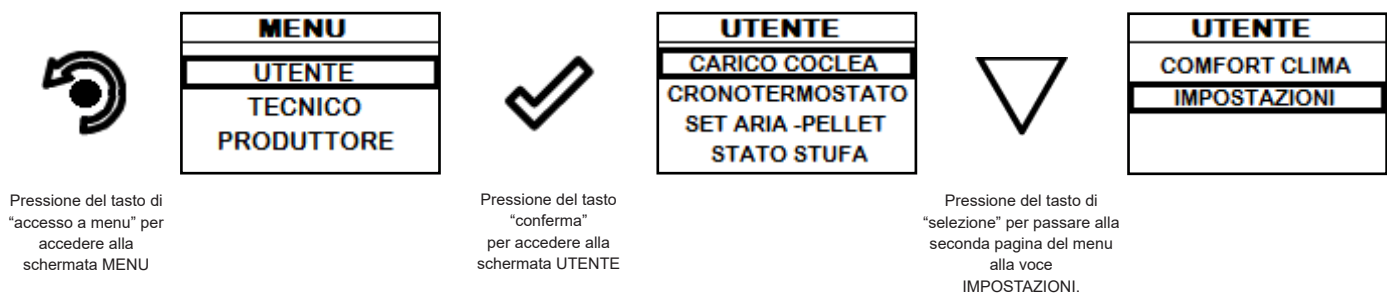 MENU
UTENTE
TECNICO
PRODUTTORE
Pressione del tasto di
“accesso a menu” per
accedere alla
schermata MENU
UTENTE
CARICO COCLEA
CRONOTERMOSTATO
SET ARIA -PELLET
STATO STUFA
Pressione del tasto
“conferma”
per accedere alla
schermata UTENTE
UTENTE
COMFORT CLIMA
IMPOSTAZIONI
Pressione del tasto di
“selezione” per passare alla
seconda pagina del menu
alla voce
IMPOSTAZIONI.